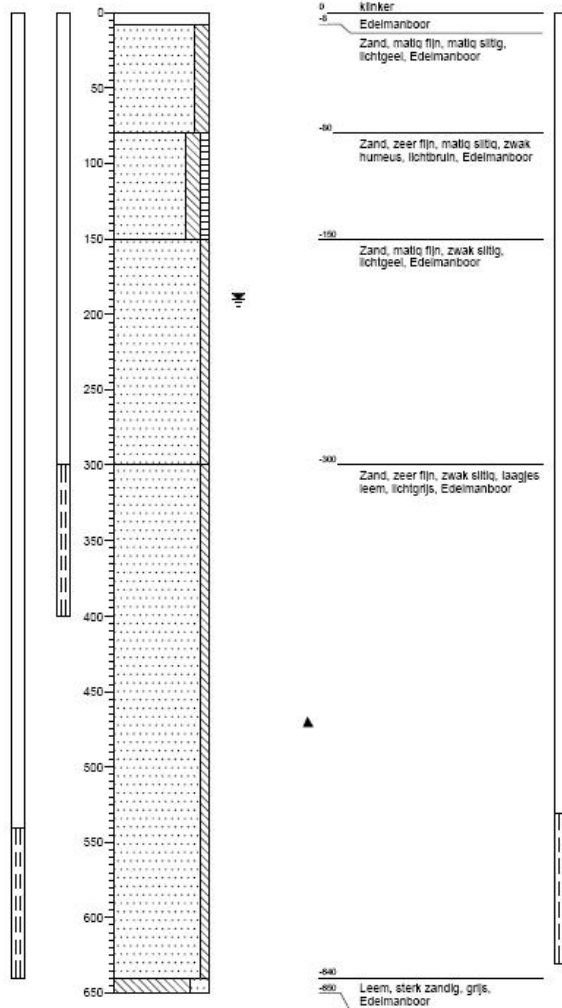 0
50
100
150
200
250
300
350
400
450
500
550
600
650
0
klinker
-8
Edelmanboor
Zand, matig fijn, matig siltig,
lichtgeel, Edelmanboor
-80
Zand, zeer fijn, matig siltig, zwak
humeus, lichtbruin, Edelmanboor
-150
Zand, matig fijn, zwak siltig,
lichtgeel, Edelmanboor
-300
Zand, zeer fijn, zwak siltig, laagjes
leem, lichtgrijs, Edelmanboor
-640
-650
Leem, sterk zandig, grijs,
Edelmanboor